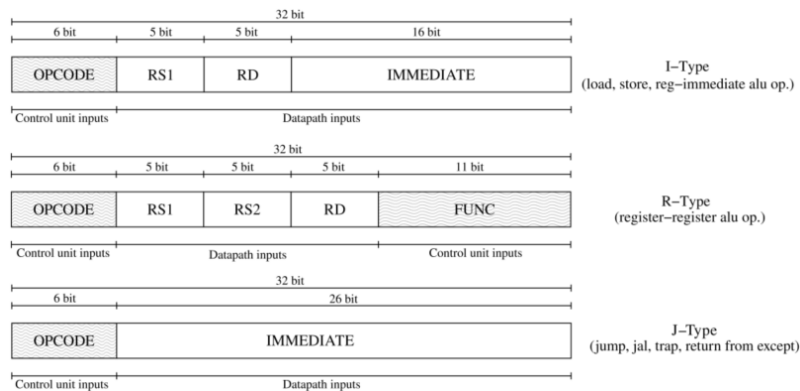 32 bit
6 bit 5 bit 5 bit 16 bit
OPCODE RS1 RD IMMEDIATE
I-Type
(load, store, reg-immediate alu op.)
Control unit inputs Datapath inputs
32 bit
6 bit 5 bit 5 bit 5 bit 11 bit
OPCODE RS1 RS2 RD FUNC
R-Type
(register-register alu op.)
Control unit inputs Datapath inputs Control unit inputs
32 bit
6 bit 26 bit
OPCODE IMMEDIATE
J-Type
(jump, jal, trap, return from except)
Control unit inputs Datapath inputs